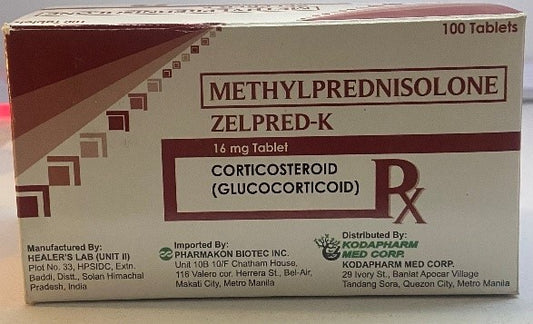 100 Tablets
METHYLPREDNISOLONE
ZELPRED-K
16 mg Tablet
CORTICOSTEROID
(GLUCOCORTICOID)
Rx
Manufactured By:
HEALER'S LAB (UNIT II)
Plot No. 33, HPSIDC, Extn.
Baddi, Distt., Solan Himachal
Pradesh, India
Imported By:
PHARMAKON BIOTEC INC.
Unit 10B 10/F Chatham House,
116 Valero cor. Herrera St., Bel-Air,
Makati City, Metro Manila
Distributed By:
KODAPHARM
MED CORP.
KODAPHARM MED CORP.
29 Ivory St., Baniat Apocar Village
Tandang Sora, Quezon City, Metro Manila